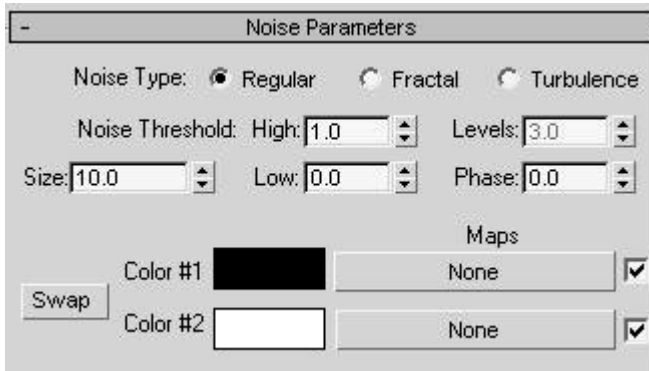 - Noise Parameters
Noise Type: Regular Fractal Turbulence
Noise Threshold: High: 1.0 Levels: 3.0
Size: 10.0 Low: 0.0 Phase: 0.0
Maps
Color #1 None
Swap
Color #2 None